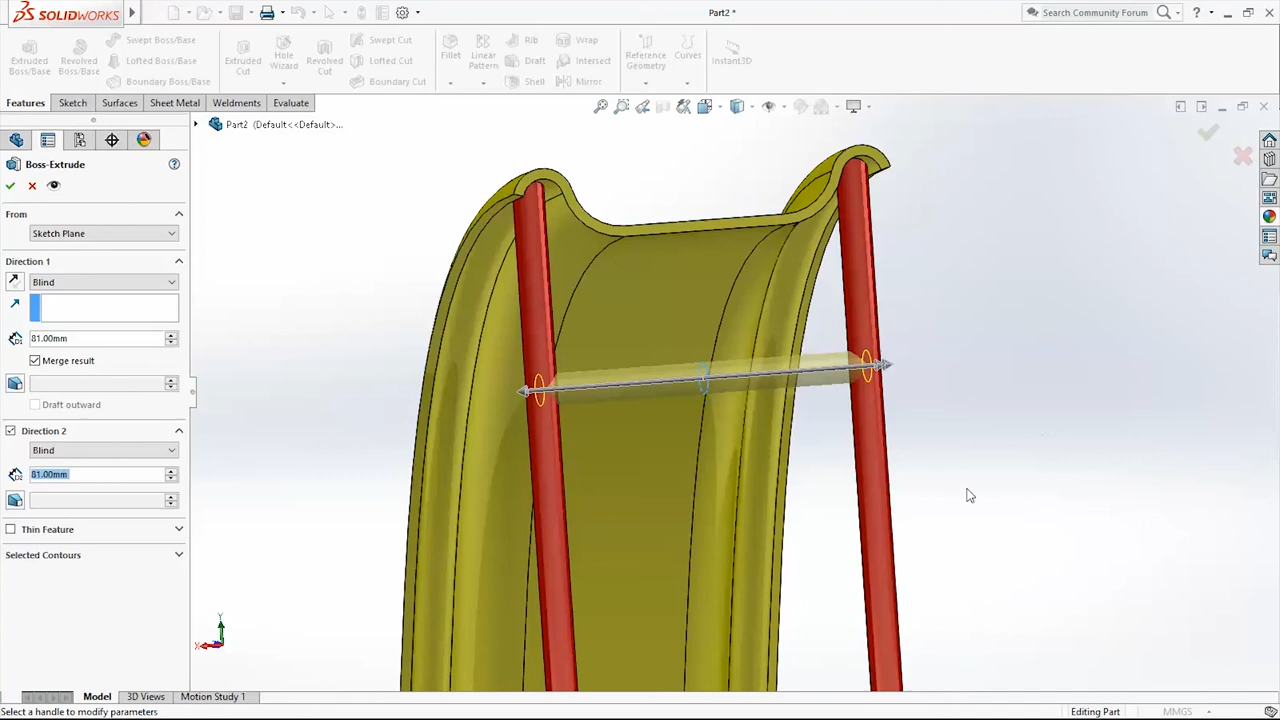 SOLIDWORKS
Part2 *
Search Community Forum
Extruded Boss/Base
Revolved Boss/Base
Swept Boss/Base
Lofted Boss/Base
Boundary Boss/Base
Extruded Cut
Hole Wizard
Revolved Cut
Swept Cut
Lofted Cut
Boundary Cut
Fillet
Linear Pattern
Rib
Draft
Shell
Wrap
Intersect
Mirror
Reference Geometry
Curves
Instant3D
Features
Sketch
Surfaces
Sheet Metal
Weldments
Evaluate
Part2 (Default<<Default>...
Boss-Extrude
From
Sketch Plane
Direction 1
Blind
81.00mm
Merge result
Draft outward
Direction 2
Blind
81.00mm
Thin Feature
Selected Contours
Y
X
Model
3D Views
Motion Study 1
Select a handle to modify parameters
Editing Part
MMGS